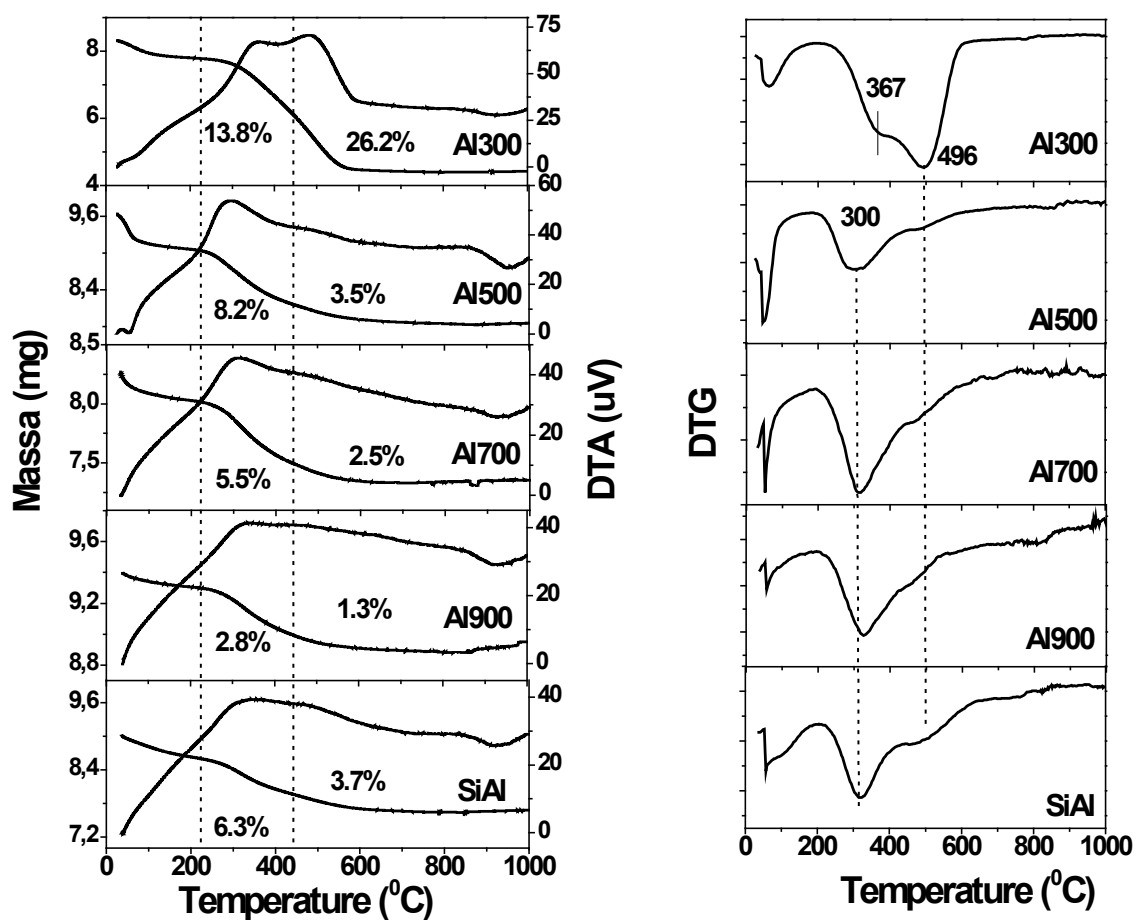 Massa (mg)
8
6
4
13.8%
26.2%
Al300
75
50
25
0
9,6
8,4
8,5
8.2%
3.5%
Al500
60
40
20
0
8,0
7,5
5.5%
2.5%
Al700
40
20
0
9,6
9,2
8,8
2.8%
1.3%
Al900
40
20
0
9,6
8,4
7,2
6.3%
3.7%
SiAl
40
20
0
0 200 400 600 800 1000
Temperature (⁰C)
DTA (uV)
DTG
367
496
Al300
300
Al500
Al700
Al900
SiAl
0 200 400 600 800 1000
Temperature (⁰C)